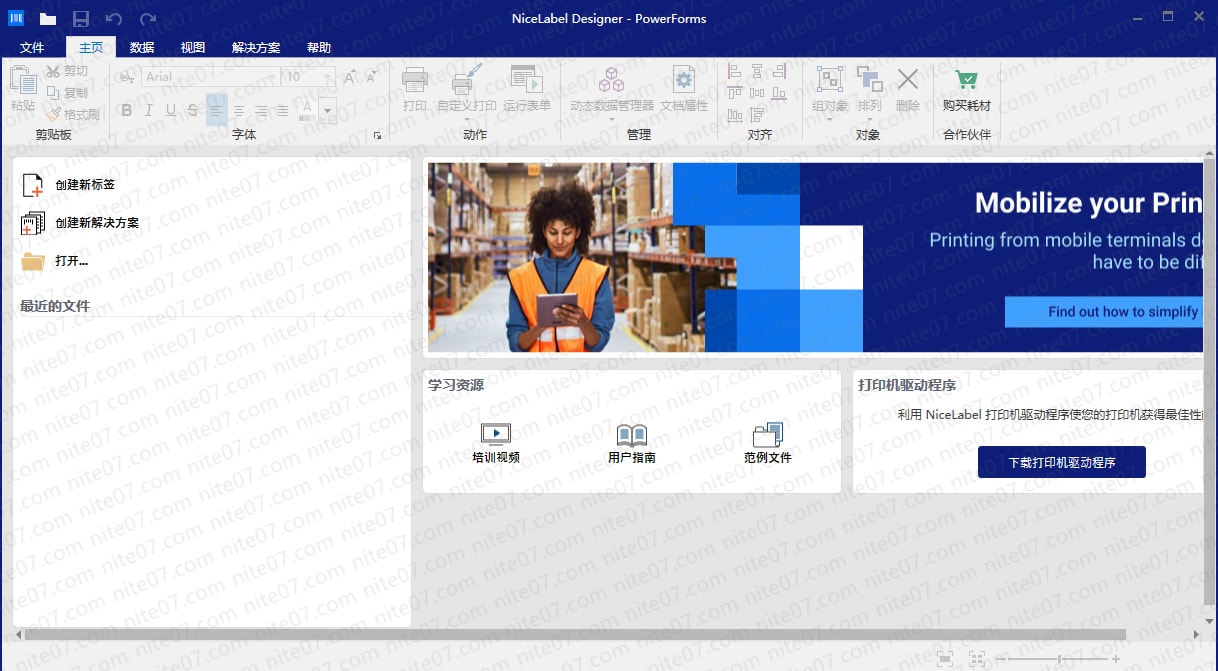 NiceLabel Designer - PowerForms
文件 主页 数据 视图 解决方案 帮助
粘贴 剪切 复制 格式刷
Arial 10
B I U S A
打印 自定义打印 运行表单 动态数据管理器 文档属性 组对象 排列 删除 购买耗材
剪贴板 字体 动作 管理 对齐 对象 合作伙伴
创建新标签
创建新解决方案
打开...
最近的文件
Mobilize your Prin
Printing from mobile terminals d
have to be dif
Find out how to simplify
学习资源
培训视频 用户指南 范例文件
打印机驱动程序
利用 NiceLabel 打印机驱动程序使您的打印机获得最佳性
下载打印机驱动程序
nite07.com